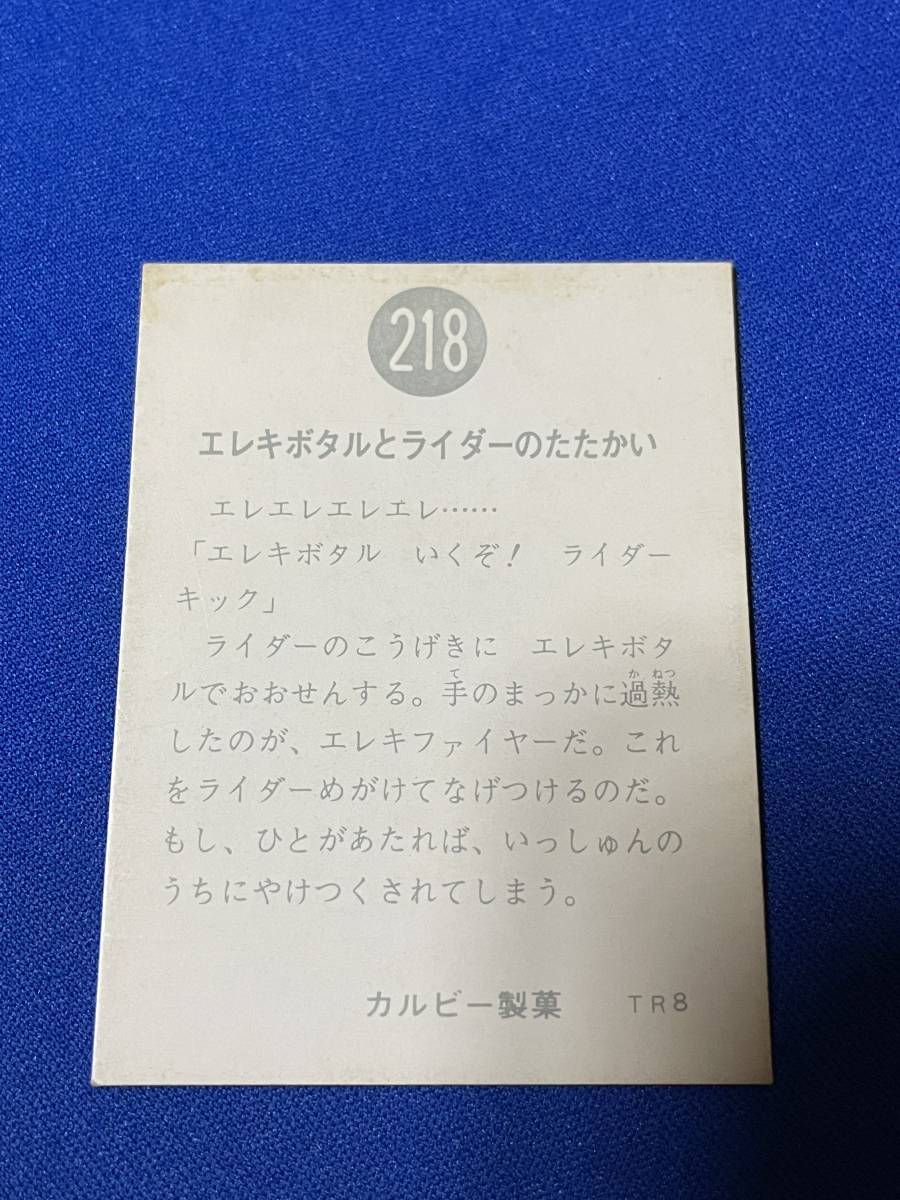 218
エレキボタルとライダーのたたかい
エレエレエレエレ……
「エレキボタル　いくぞ！　ライダー
キック」
ライダーのこうげきに　エレキボタ
ルでおおせんする。手のまっかに過熱
したのが、エレキファイヤーだ。これ
をライダーめがけてなげつけるのだ。
もし、ひとがあたれば、いっしゅんの
うちにやけつくされてしまう。
カルビー製菓　TR8